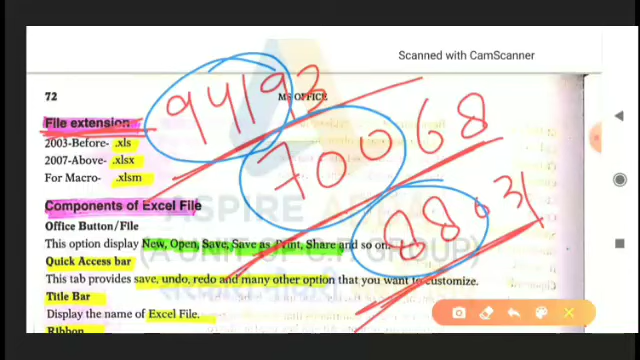 Scanned with CamScanner
72
MS OFFICE
94193
File extension
2003-Before- .xls
70068
2007-Above- .xlsx
For Macro- .xlsm
Components of Excel File
88031
Office Button/File
This option display New, Open, Save, Save as, Print, Share and so on.
Quick Access bar
This tab provides save, undo, redo and many other option that you want to customize.
Title Bar
Display the name of Excel File.
Ribbon